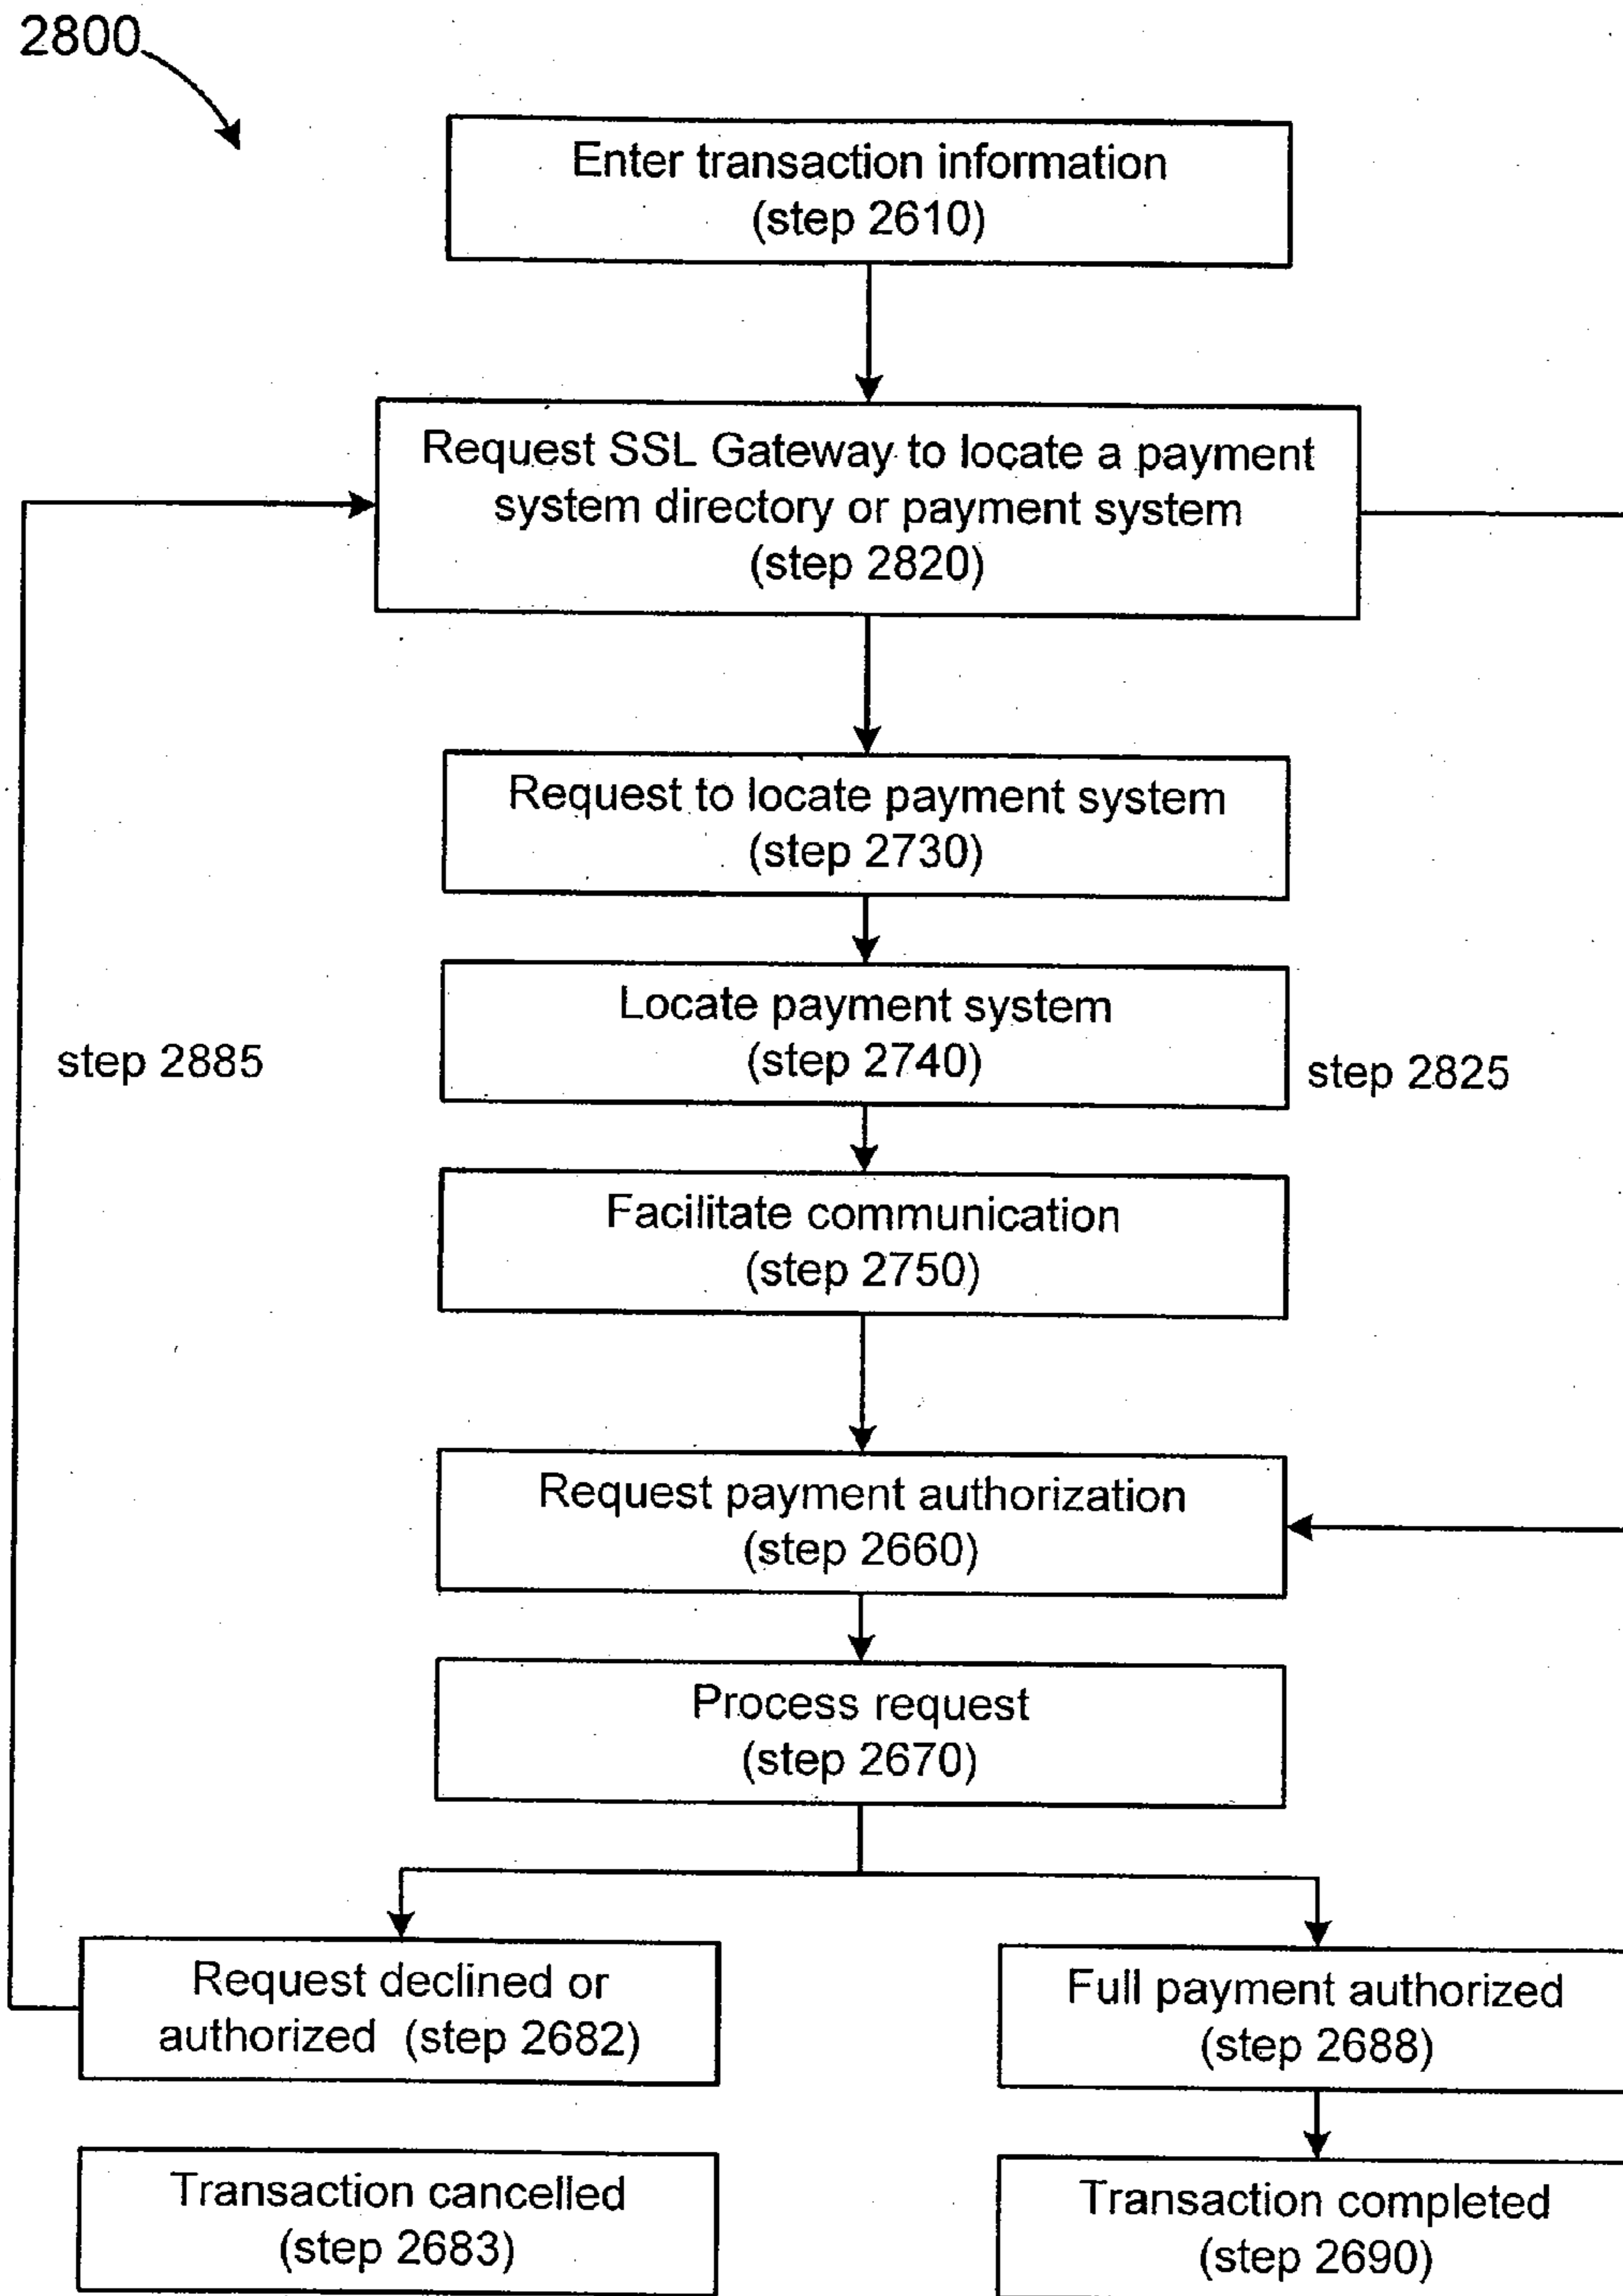 2800
Enter transaction information
(step 2610)
Request SSL Gateway to locate a payment
system directory or payment system
(step 2820)
Request to locate payment system
(step 2730)
Locate payment system
(step 2740)
step 2885
step 2825
Facilitate communication
(step 2750)
Request payment authorization
(step 2660)
Process request
(step 2670)
Request declined or
authorized (step 2682)
Full payment authorized
(step 2688)
Transaction cancelled
(step 2683)
Transaction completed
(step 2690)